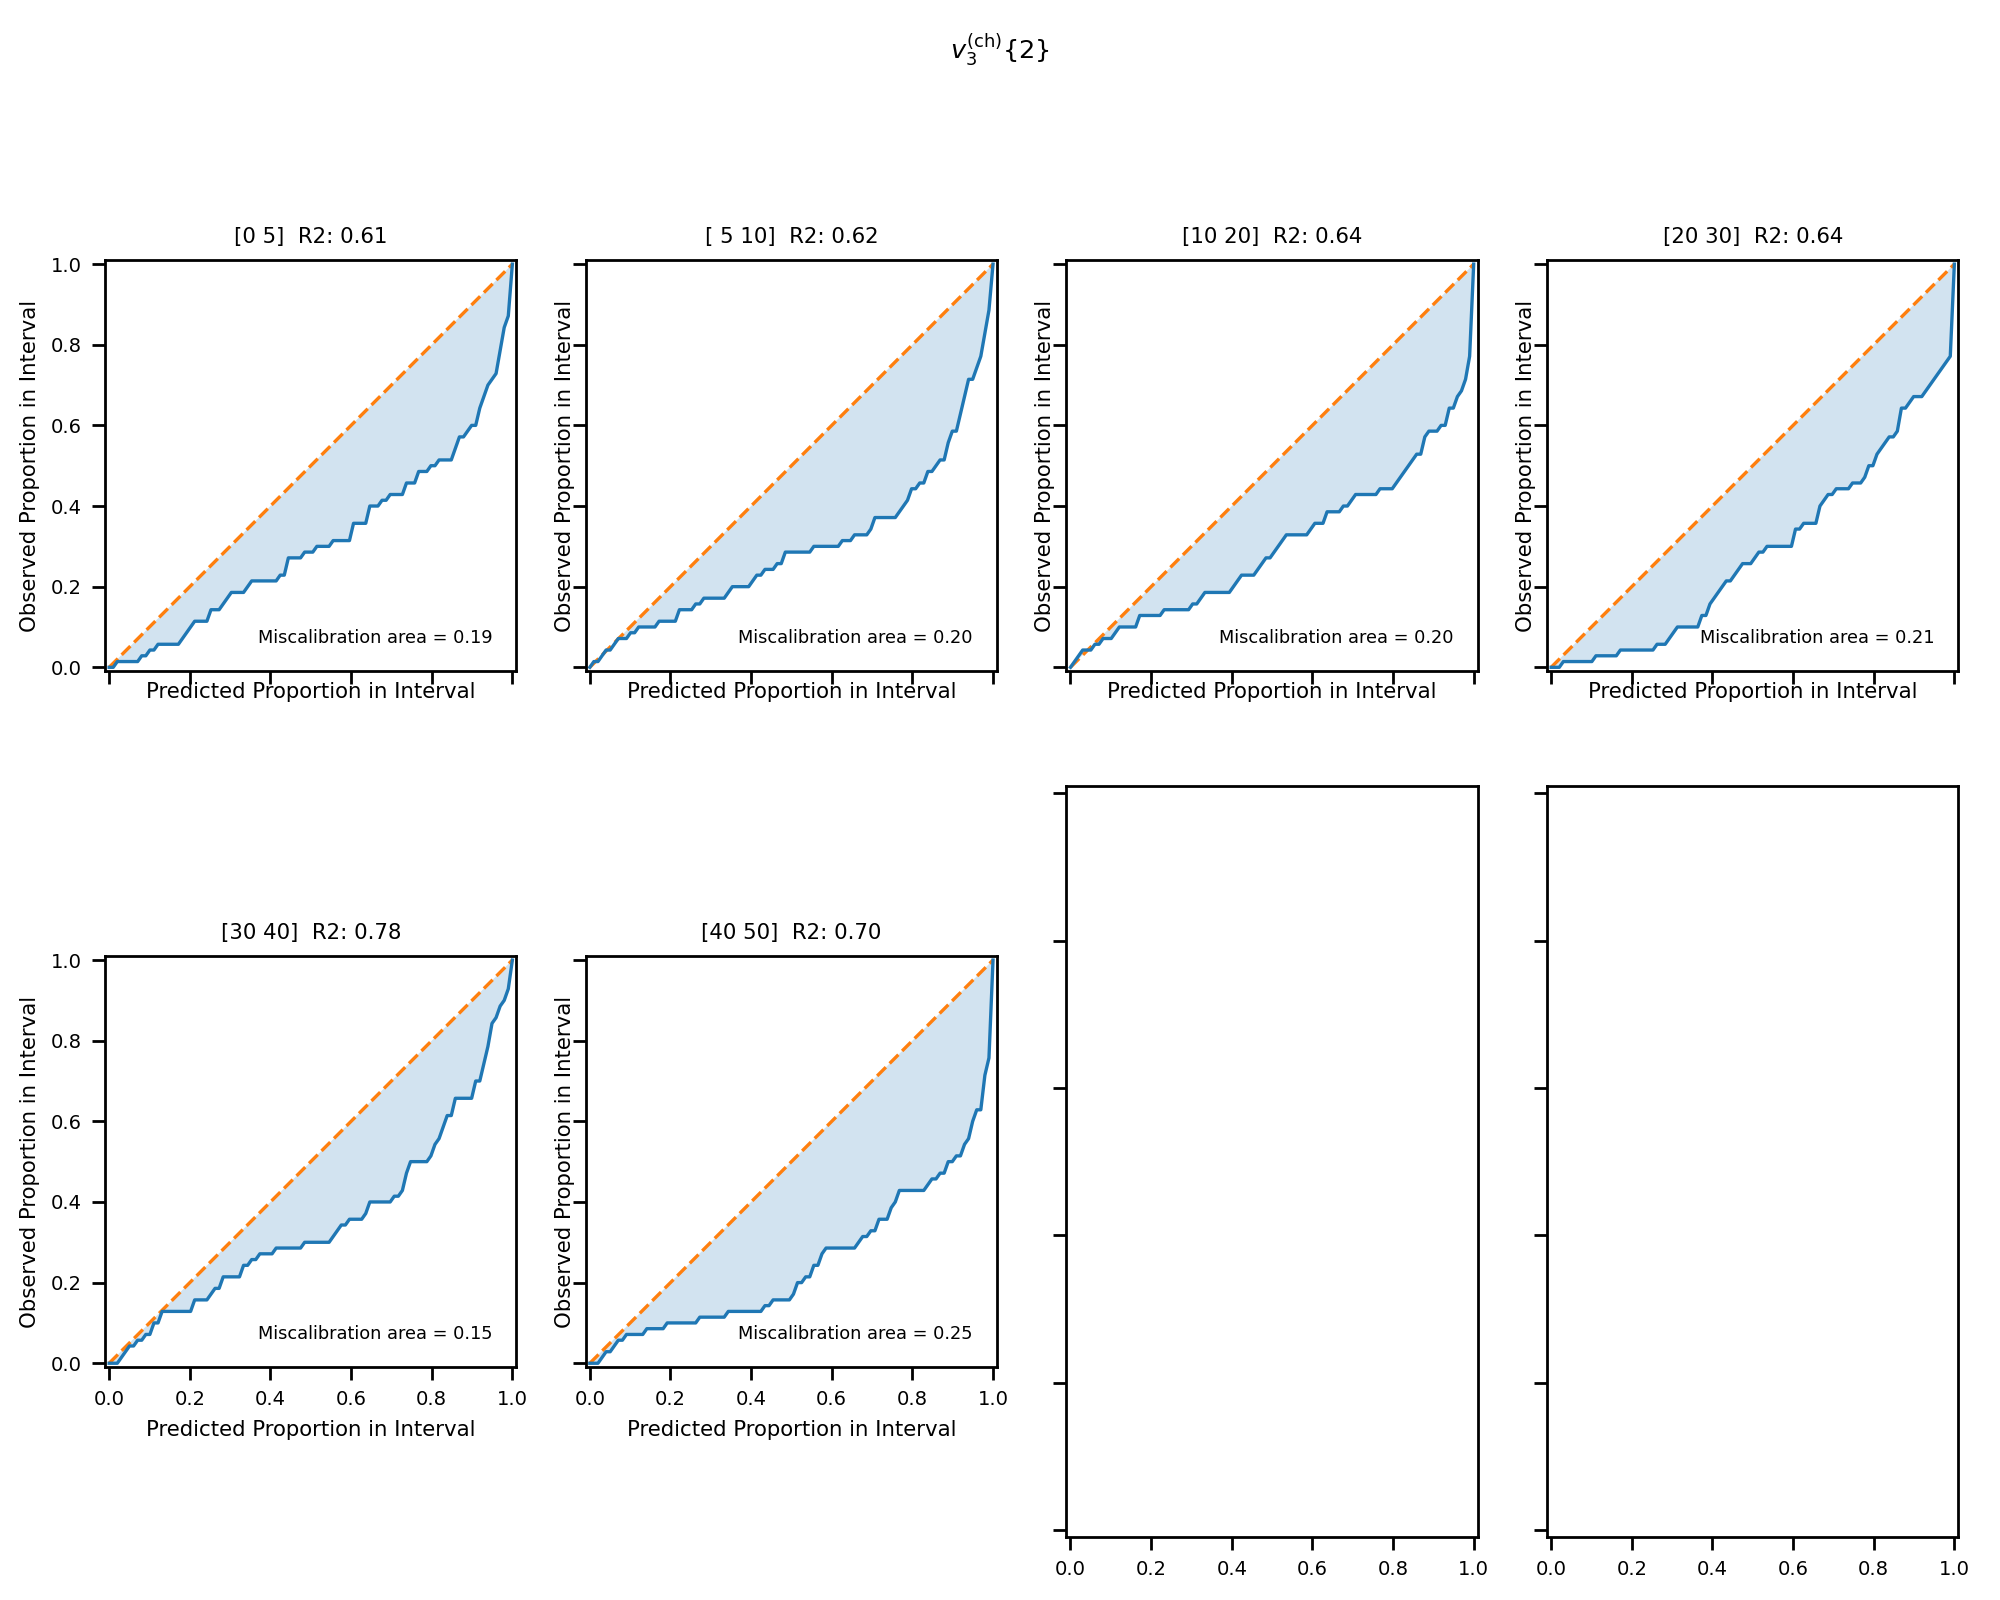 v_3^{(ch)}{2}
[0 5]  R2: 0.61
1.0
0.8
0.6
0.4
0.2
0.0
Observed Proportion in Interval
Miscalibration area = 0.19
Predicted Proportion in Interval
[ 5 10]  R2: 0.62
Observed Proportion in Interval
Miscalibration area = 0.20
Predicted Proportion in Interval
[10 20]  R2: 0.64
Observed Proportion in Interval
Miscalibration area = 0.20
Predicted Proportion in Interval
[20 30]  R2: 0.64
Observed Proportion in Interval
Miscalibration area = 0.21
Predicted Proportion in Interval
[30 40]  R2: 0.78
1.0
0.8
0.6
0.4
0.2
0.0
Observed Proportion in Interval
Miscalibration area = 0.15
0.0 0.2 0.4 0.6 0.8 1.0
Predicted Proportion in Interval
[40 50]  R2: 0.70
Observed Proportion in Interval
Miscalibration area = 0.25
0.0 0.2 0.4 0.6 0.8 1.0
Predicted Proportion in Interval
0.0 0.2 0.4 0.6 0.8 1.0
0.0 0.2 0.4 0.6 0.8 1.0